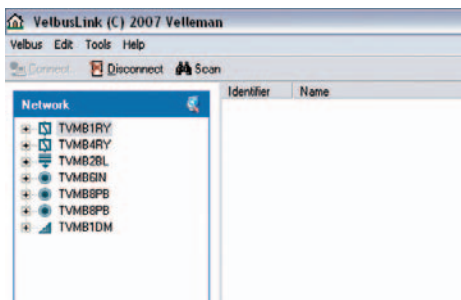 VelbusLink (C) 2007 Velleman
Velbus Edit Tools Help
Connect Disconnect Scan
Identifier Name
Network
TVMB1RY
TVMB4RY
TVMB2BL
TVMB6IN
TVMB8PB
TVMB8PB
TVMB1DM